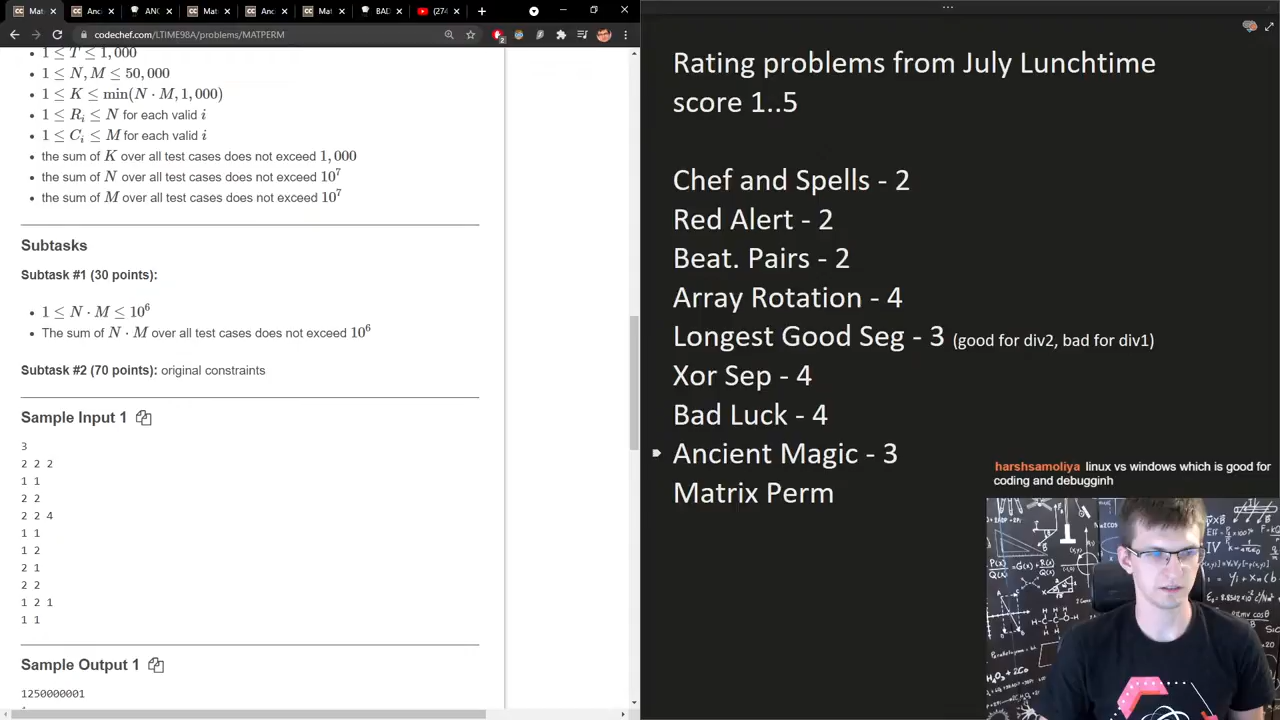 Mat
Anci
ANC
Matr
Anci
Matr
BAD
(274
codechef.com/LTIME98A/problems/MATPERM
1 ≤ T ≤ 1,000
1 ≤ N, M ≤ 50,000
1 ≤ K ≤ min(N · M, 1,000)
1 ≤ R_i ≤ N for each valid i
1 ≤ C_i ≤ M for each valid i
the sum of K over all test cases does not exceed 1,000
the sum of N over all test cases does not exceed 10^7
the sum of M over all test cases does not exceed 10^7
Subtasks
Subtask #1 (30 points):
1 ≤ N · M ≤ 10^6
The sum of N · M over all test cases does not exceed 10^6
Subtask #2 (70 points): original constraints
Sample Input 1
3
2 2 2
1 1
2 2
2 2 4
1 1
1 2
2 1
2 2
1 2 1
1 1
Sample Output 1
1250000001
Rating problems from July Lunchtime
score 1..5
Chef and Spells - 2
Red Alert - 2
Beat. Pairs - 2
Array Rotation - 4
Longest Good Seg - 3 (good for div2, bad for div1)
Xor Sep - 4
Bad Luck - 4
Ancient Magic - 3
Matrix Perm
harshsamoliya linux vs windows which is good for
coding and debugginh